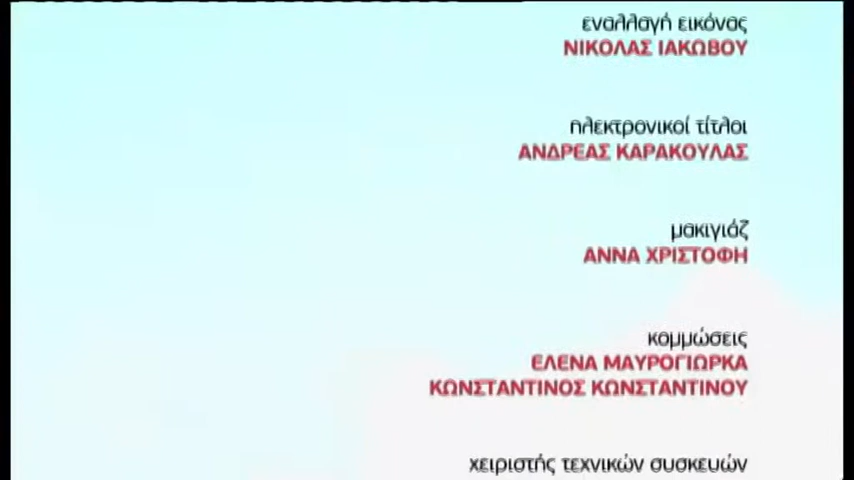 εναλλαγή εικόνας
ΝΙΚΟΛΑΣ ΙΑΚΩΒΟΥ
ηλεκτρονικοί τίτλοι
ΑΝΔΡΕΑΣ ΚΑΡΑΚΟΥΛΑΣ
μακιγιάζ
ΑΝΝΑ ΧΡΙΣΤΟΦΗ
κομμώσεις
ΕΛΕΝΑ ΜΑΥΡΟΓΙΩΡΚΑ
ΚΩΝΣΤΑΝΤΙΝΟΣ ΚΩΝΣΤΑΝΤΙΝΟΥ
χειριστής τεχνικών συσκευών